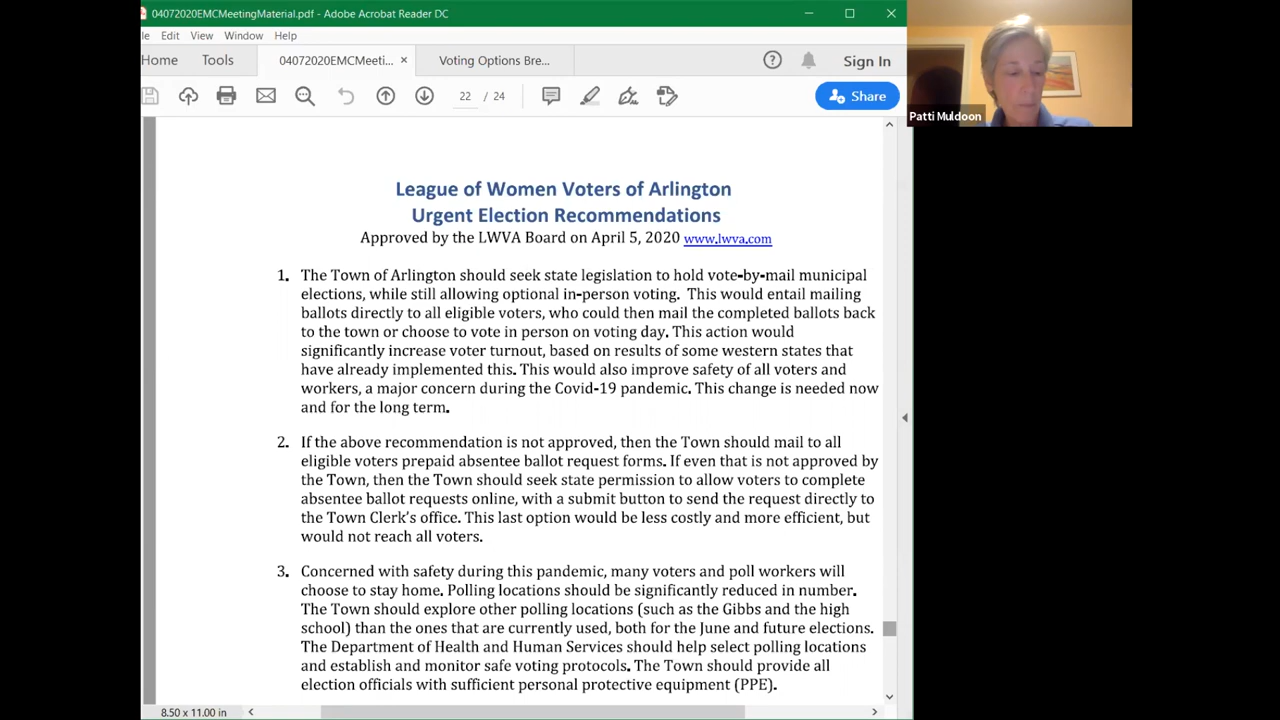 04072020EMCMeetingMaterial.pdf - Adobe Acrobat Reader DC
le Edit View Window Help
Home Tools 04072020EMCMeeti... × Voting Options Bre... Sign In
22 / 24 Share
Patti Muldoon
League of Women Voters of Arlington
Urgent Election Recommendations
Approved by the LWVA Board on April 5, 2020 www.lwva.com
1. The Town of Arlington should seek state legislation to hold vote-by-mail municipal
elections, while still allowing optional in-person voting. This would entail mailing
ballots directly to all eligible voters, who could then mail the completed ballots back
to the town or choose to vote in person on voting day. This action would
significantly increase voter turnout, based on results of some western states that
have already implemented this. This would also improve safety of all voters and
workers, a major concern during the Covid-19 pandemic. This change is needed now
and for the long term.
2. If the above recommendation is not approved, then the Town should mail to all
eligible voters prepaid absentee ballot request forms. If even that is not approved by
the Town, then the Town should seek state permission to allow voters to complete
absentee ballot requests online, with a submit button to send the request directly to
the Town Clerk's office. This last option would be less costly and more efficient, but
would not reach all voters.
3. Concerned with safety during this pandemic, many voters and poll workers will
choose to stay home. Polling locations should be significantly reduced in number.
The Town should explore other polling locations (such as the Gibbs and the high
school) than the ones that are currently used, both for the June and future elections.
The Department of Health and Human Services should help select polling locations
and establish and monitor safe voting protocols. The Town should provide all
election officials with sufficient personal protective equipment (PPE).
8.50 x 11.00 in